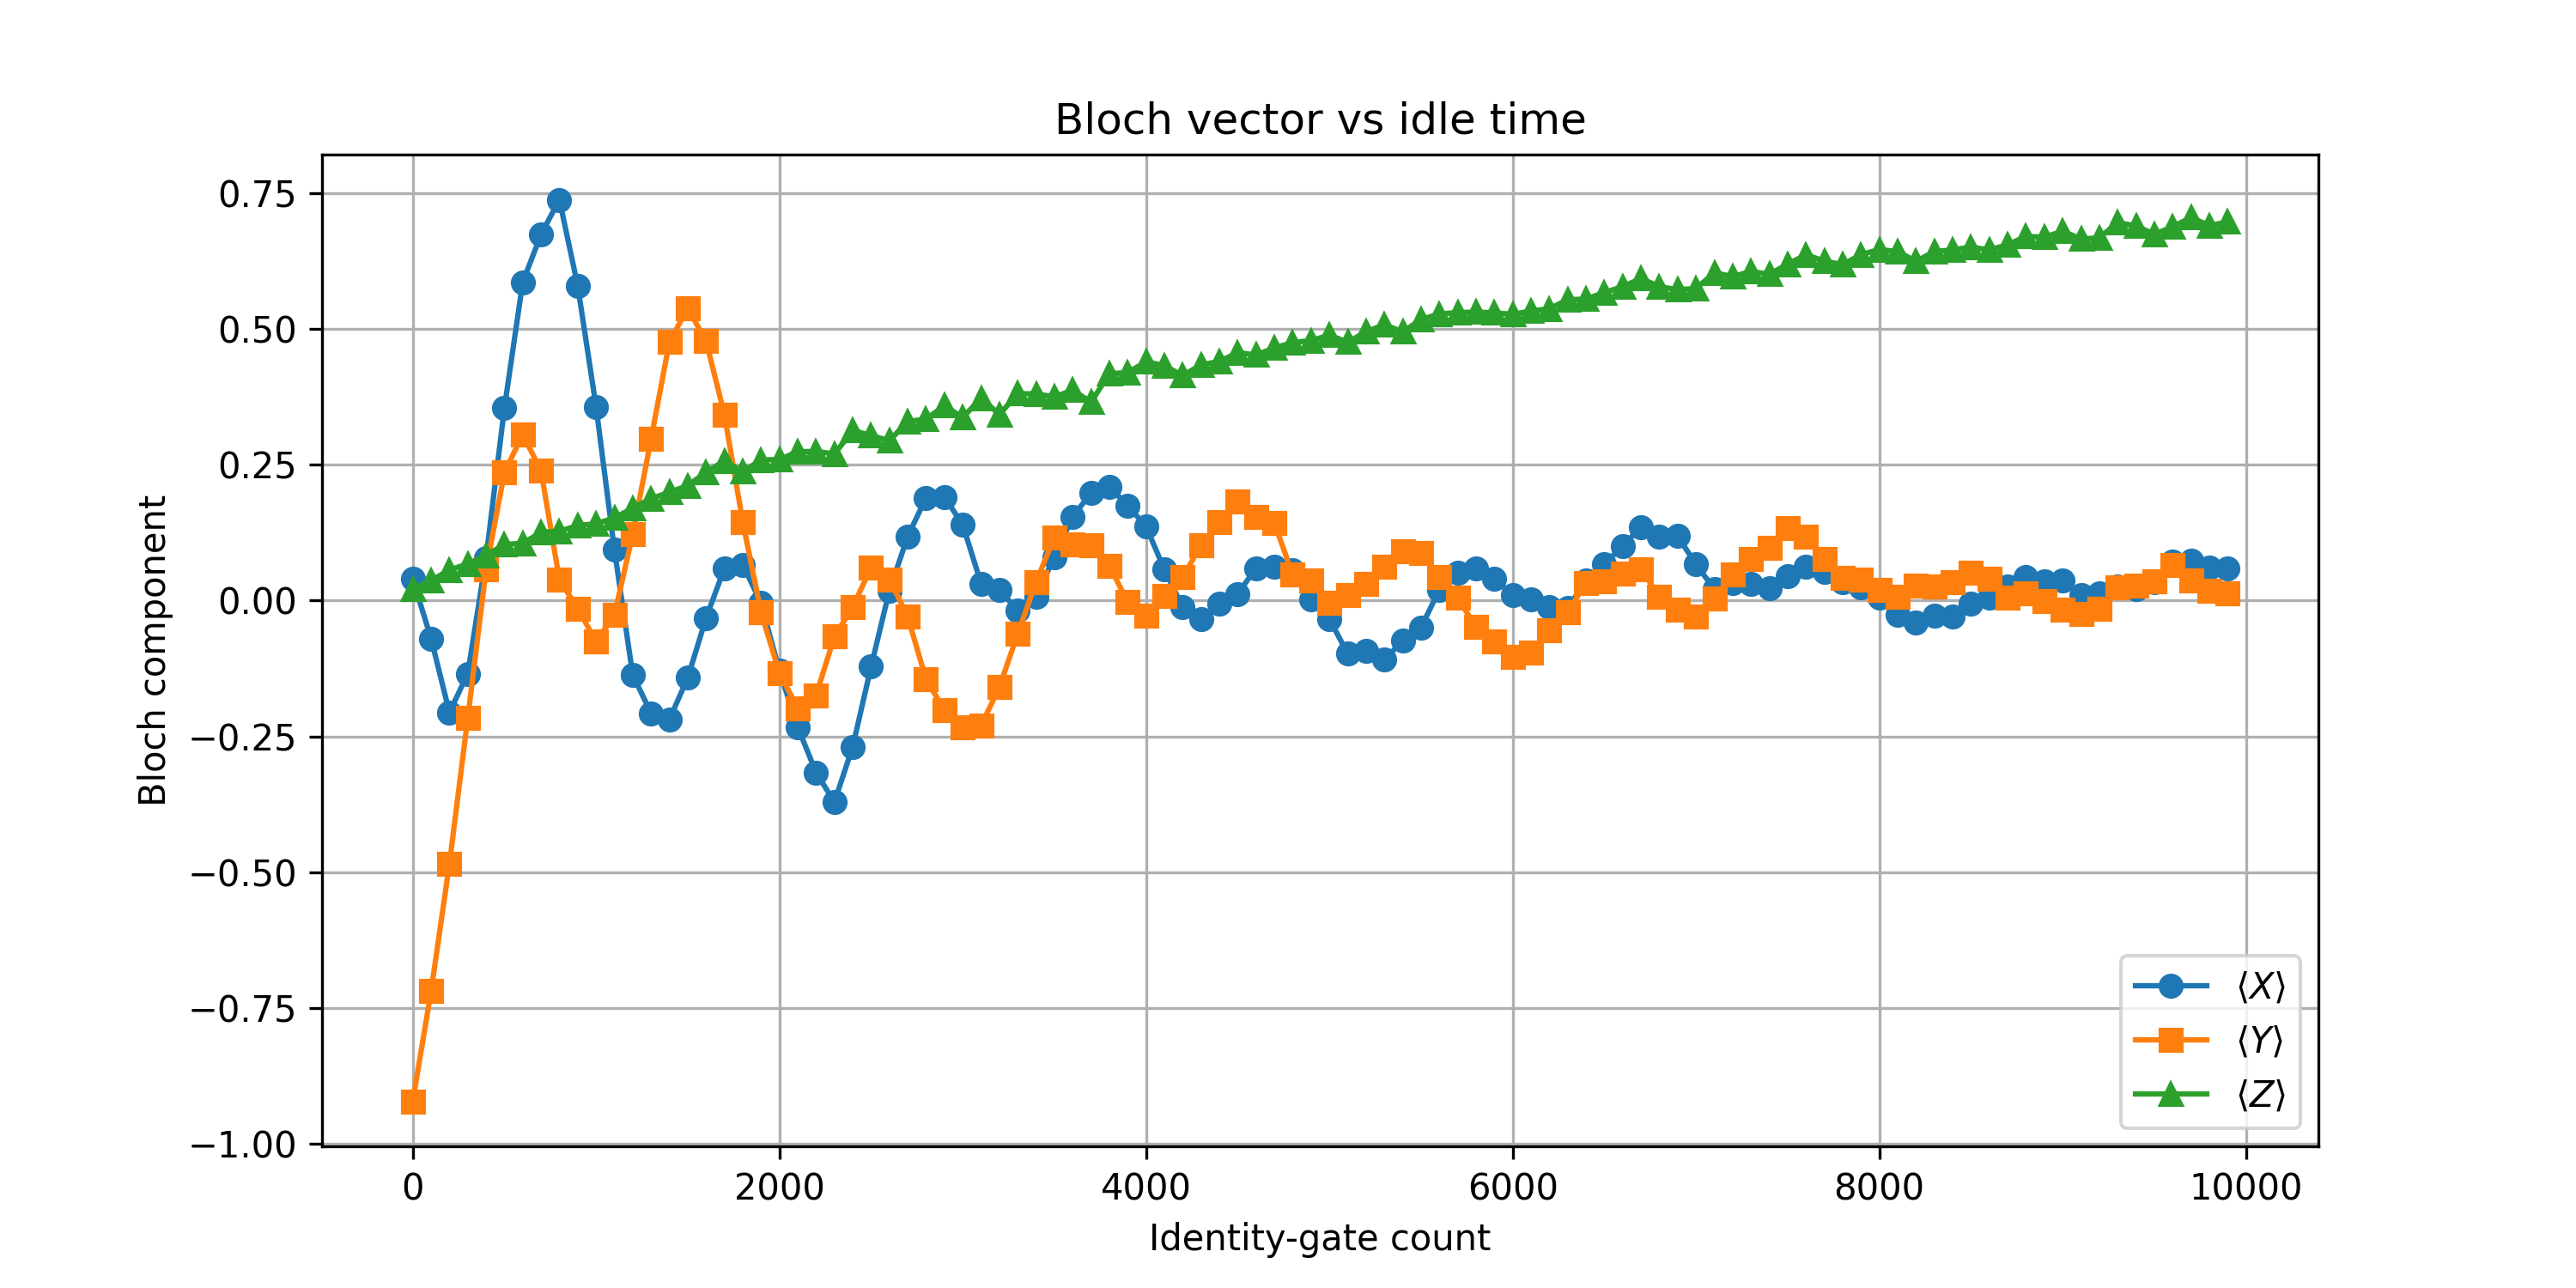 Bloch vector vs idle time
Bloch component
0.75
0.50
0.25
0.00
−0.25
−0.50
−0.75
−1.00
0
2000
4000
6000
8000
10000
Identity-gate count
⟨X⟩
⟨Y⟩
⟨Z⟩